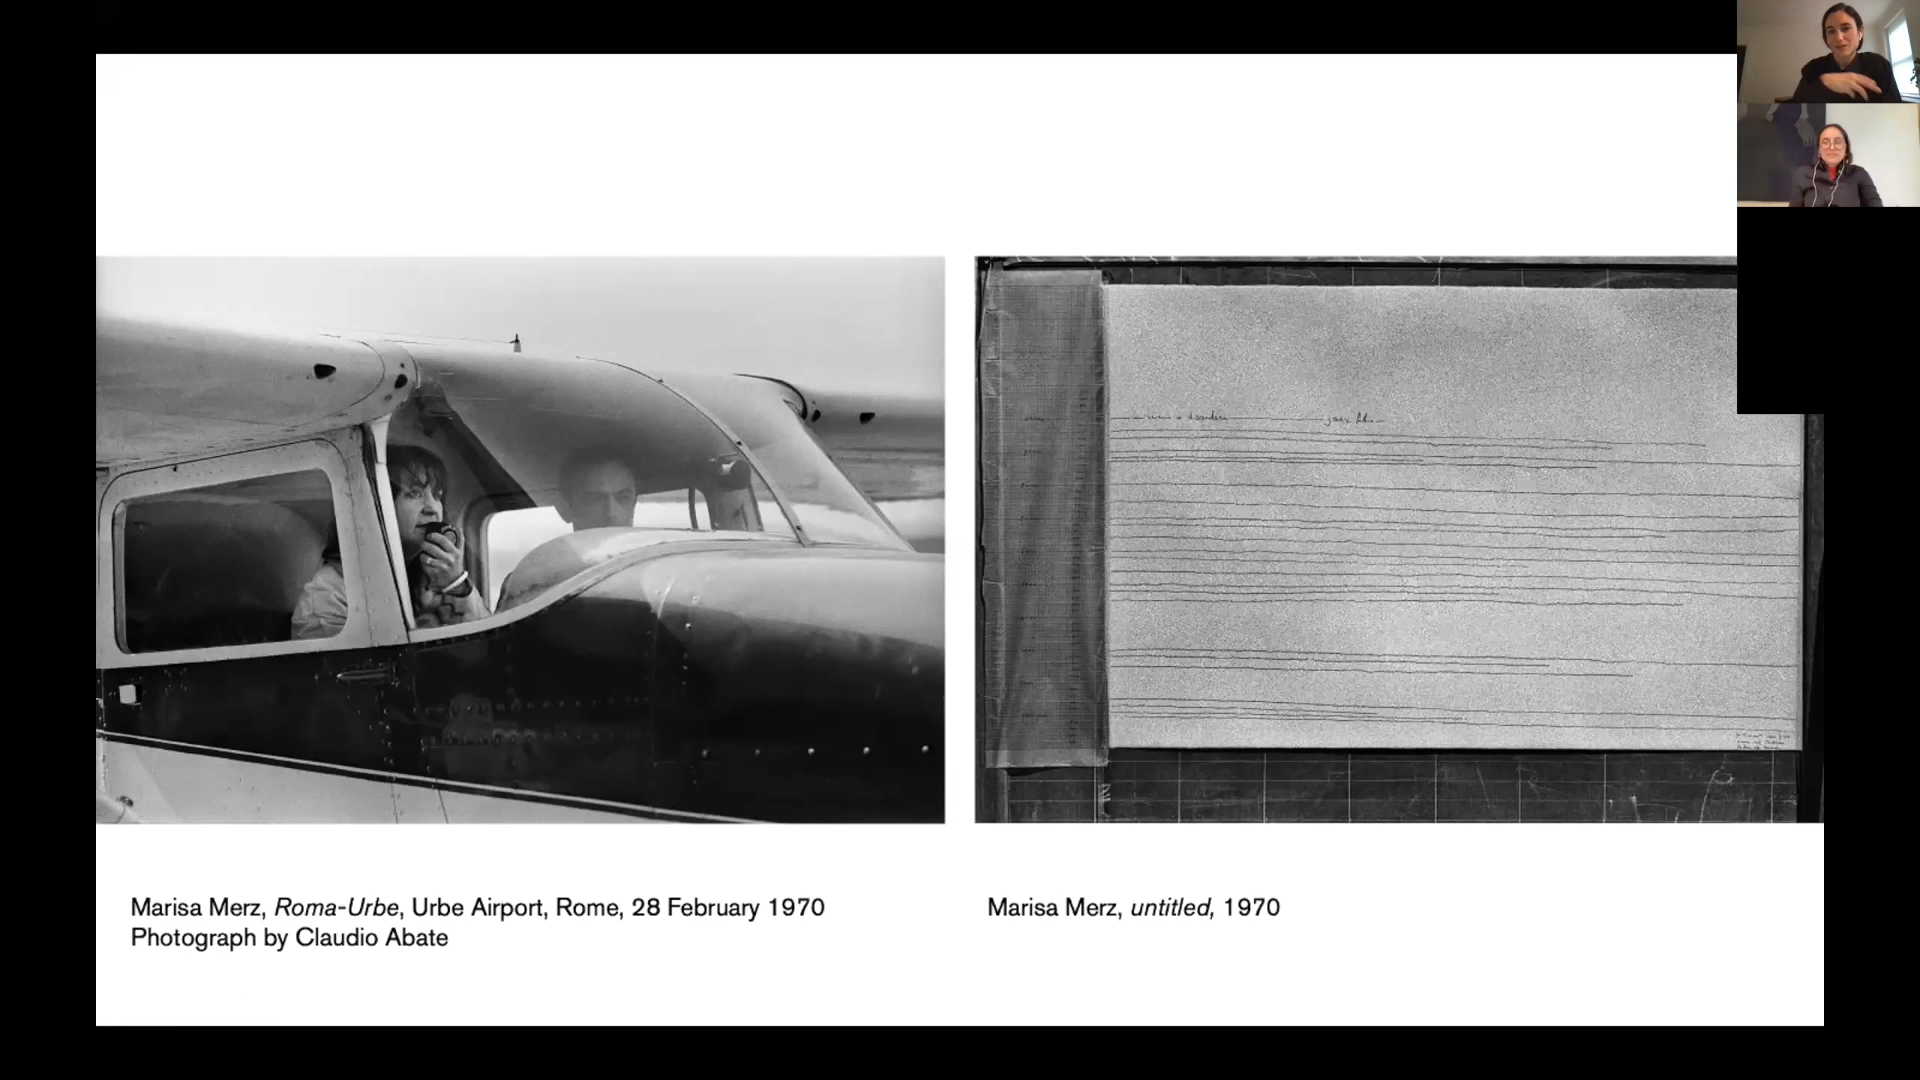 Marisa Merz, Roma-Urbe, Urbe Airport, Rome, 28 February 1970
Photograph by Claudio Abate
Marisa Merz, untitled, 1970